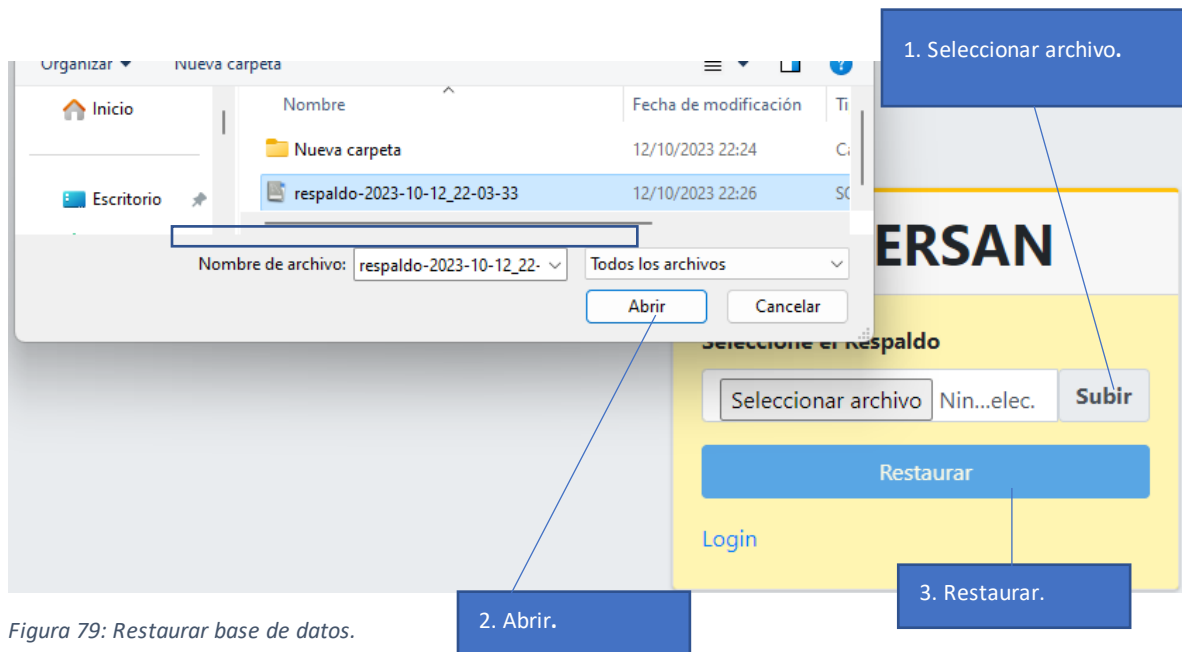 1. Seleccionar archivo.
Organizar Nueva carpeta
Inicio
Nombre Fecha de modificación
Nueva carpeta 12/10/2023 22:24
Escritorio
respaldo-2023-10-12_22-03-33 12/10/2023 22:26
ERSAN
Nombre de archivo: respaldo-2023-10-12_22- Todos los archivos
Abrir Cancelar
Seleccione el Respaldo
Seleccionar archivo Nin...elec. Subir
Restaurar
Login
3. Restaurar.
2. Abrir.
Figura 79: Restaurar base de datos.